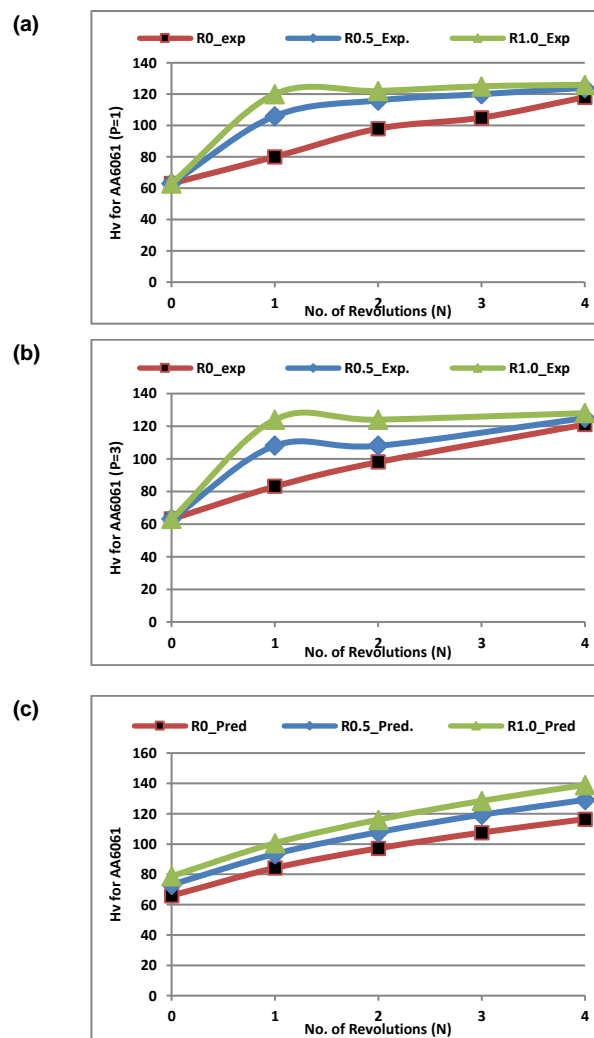 (a)
R0_exp R0.5_Exp. R1.0_Exp
140
120
100
80
60
40
20
0
Hv for AA6061 (P=1)
0 1 2 3 4
No. of Revolutions (N)
(b)
R0_exp R0.5_Exp. R1.0_Exp
140
120
100
80
60
40
20
0
Hv for AA6061 (P=3)
0 1 2 3 4
No. of Revolutions (N)
(c)
R0_Pred R0.5_Pred. R1.0_Pred
160
140
120
100
80
60
40
20
0
Hv for AA6061
0 1 2 3 4
No. of Revolutions (N)